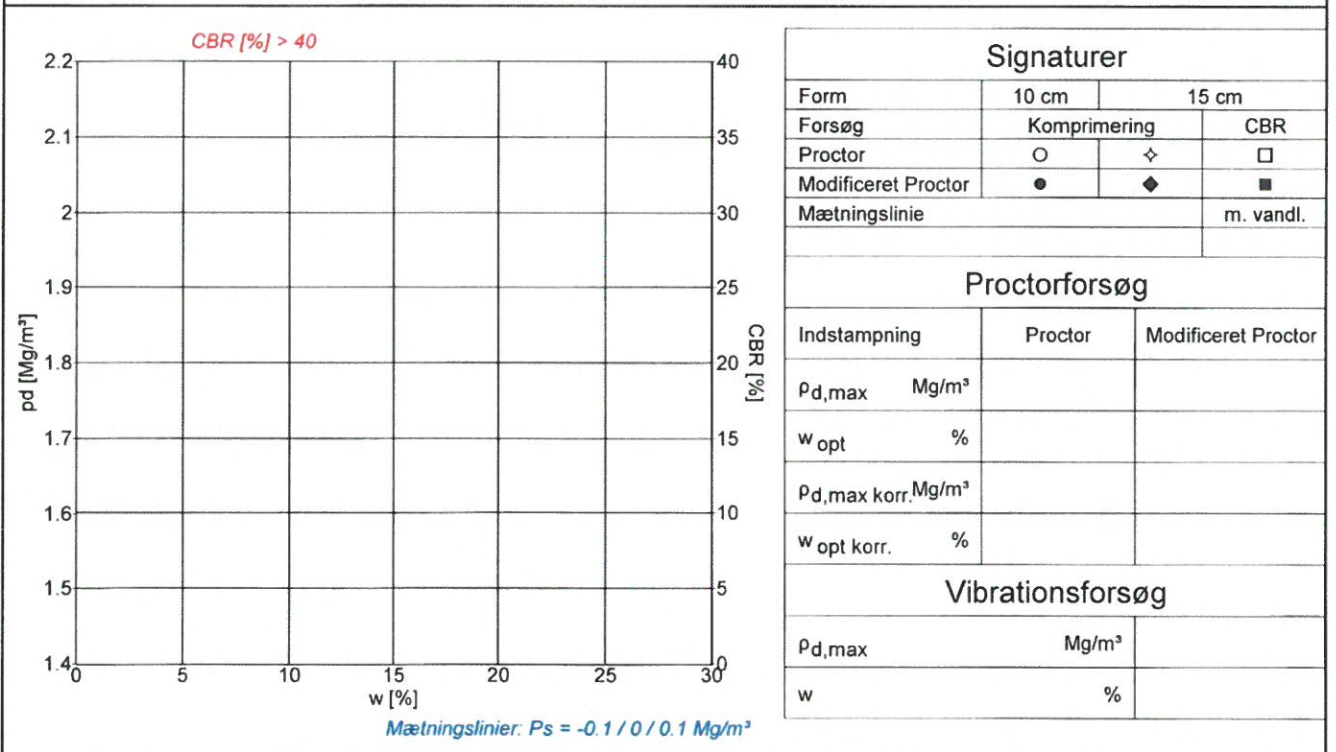 CBR [%] > 40
2.2
2.1
2
1.9
1.8
1.7
1.6
1.5
1.4
pd [Mg/m³]
40
35
30
25
20
15
10
5
0
CBR [%]
0 5 10 15 20 25 30
w [%]
Mætningslinier: Ps = -0.1 / 0 / 0.1 Mg/m³
Signaturer
Form 10 cm 15 cm
Forsøg Komprimering CBR
Proctor
Modificeret Proctor
Mætningslinie m. vandl.
Proctorforsøg
Indstampning Proctor Modificeret Proctor
ρd,max Mg/m³
w opt %
ρd,max korr. Mg/m³
w opt korr. %
Vibrationsforsøg
ρd,max Mg/m³
w %